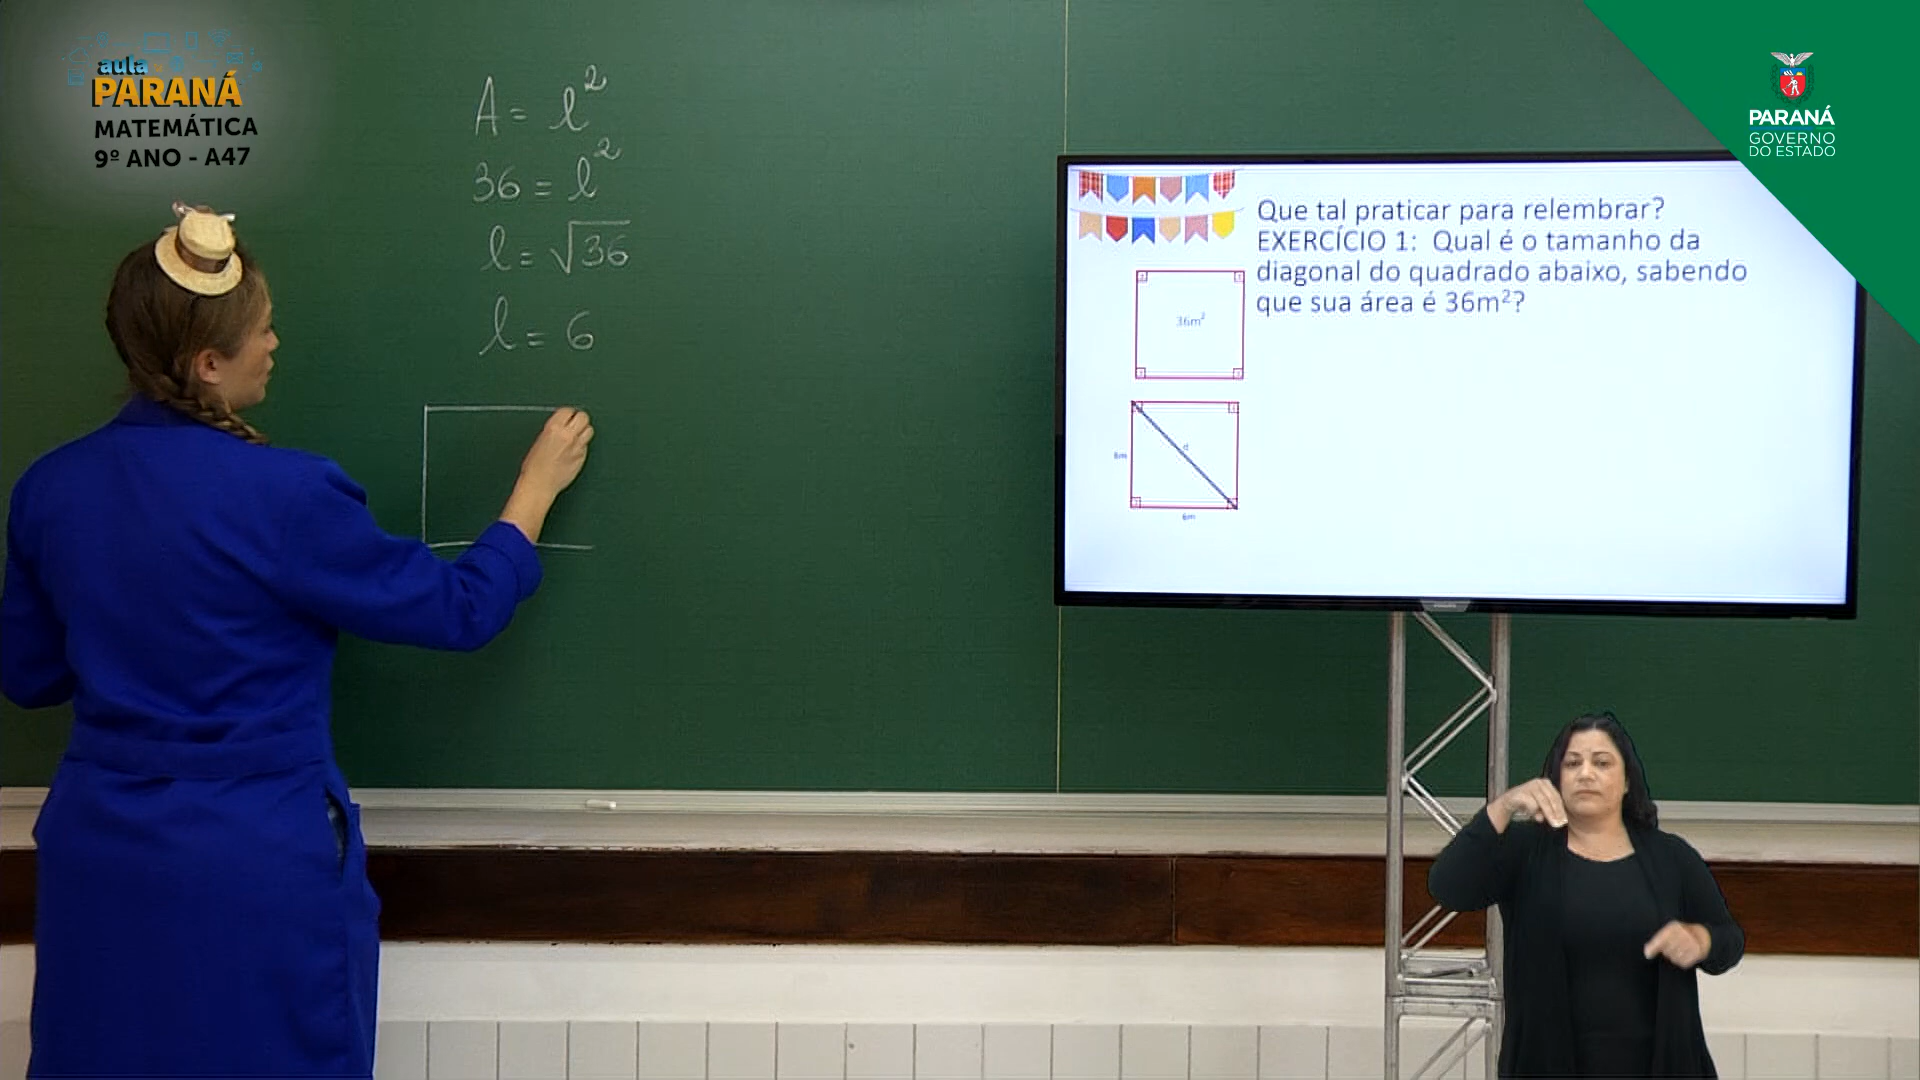 aula
PARANÁ
MATEMÁTICA
9º ANO - A47
A = l²
36 = l²
l = √36
l = 6
Que tal praticar para relembrar?
EXERCÍCIO 1: Qual é o tamanho da
diagonal do quadrado abaixo, sabendo
que sua área é 36m²?
36m²
d
6m
6m
PARANÁ
GOVERNO
DO ESTADO